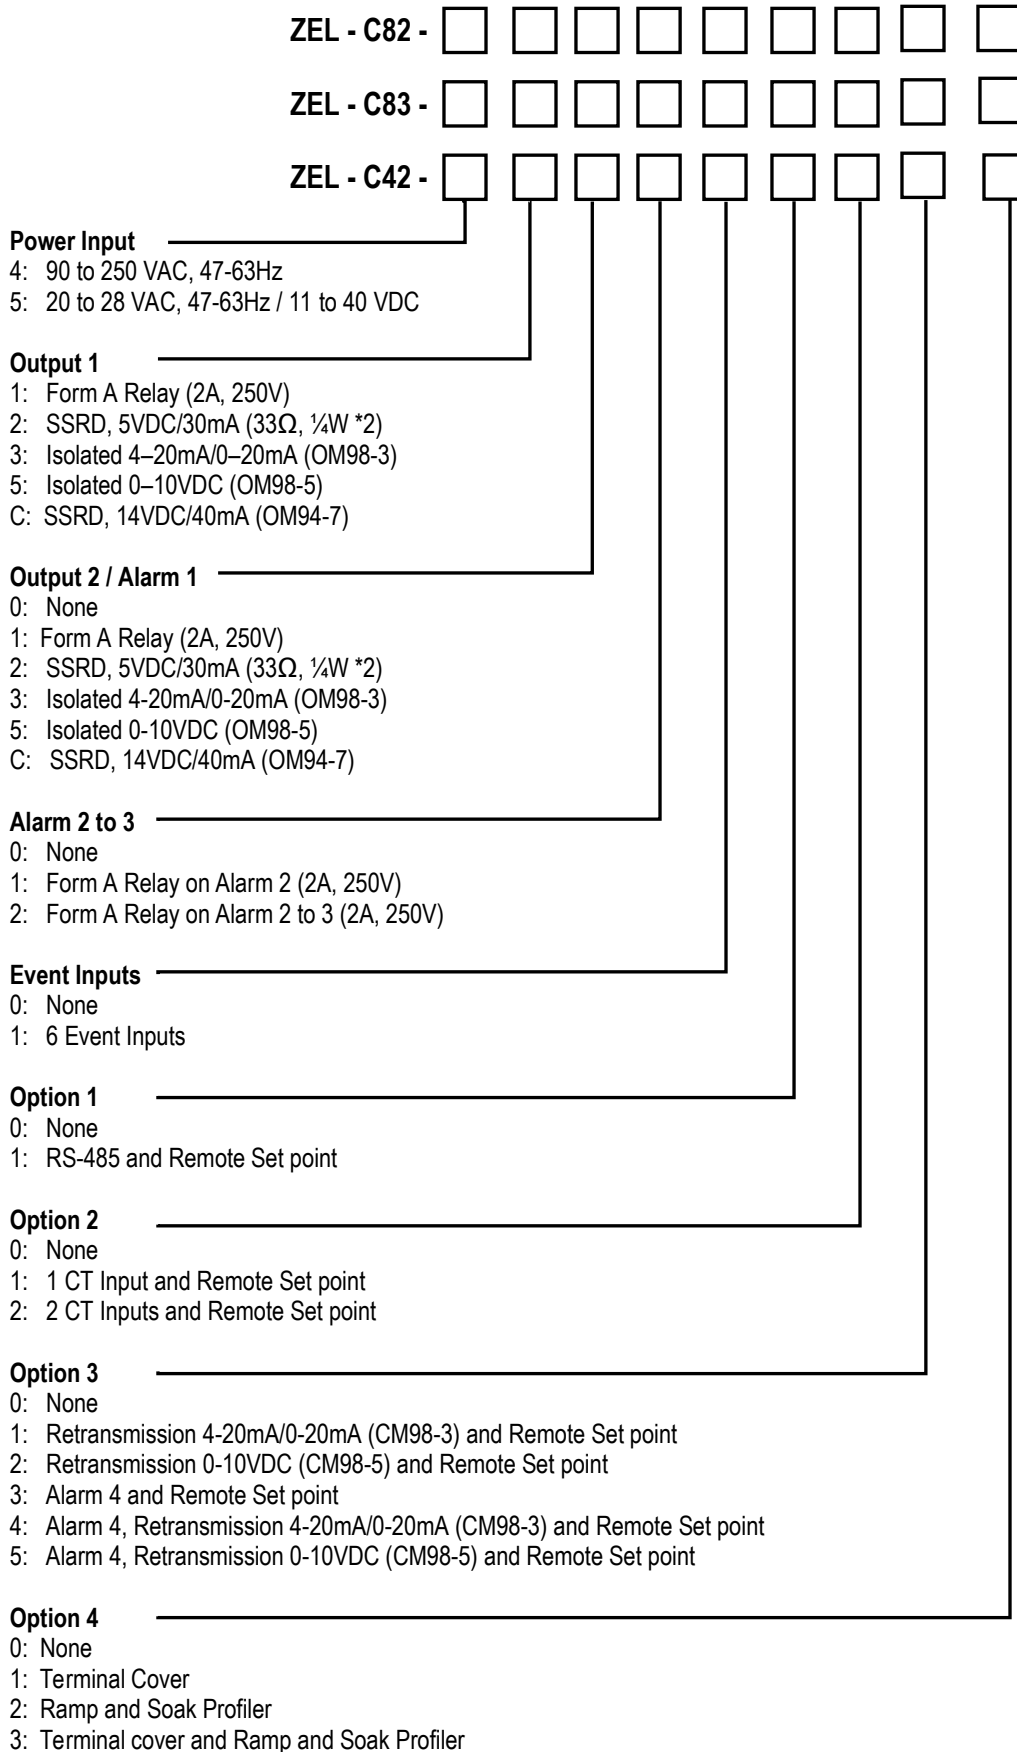 ZEL - C82 -
ZEL - C83 -
ZEL - C42 -
Power Input
4: 90 to 250 VAC, 47-63Hz
5: 20 to 28 VAC, 47-63Hz / 11 to 40 VDC
Output 1
1: Form A Relay (2A, 250V)
2: SSRD, 5VDC/30mA (33Ω, ¼W *2)
3: Isolated 4–20mA/0–20mA (OM98-3)
5: Isolated 0–10VDC (OM98-5)
C: SSRD, 14VDC/40mA (OM94-7)
Output 2 / Alarm 1
0: None
1: Form A Relay (2A, 250V)
2: SSRD, 5VDC/30mA (33Ω, ¼W *2)
3: Isolated 4-20mA/0-20mA (OM98-3)
5: Isolated 0-10VDC (OM98-5)
C: SSRD, 14VDC/40mA (OM94-7)
Alarm 2 to 3
0: None
1: Form A Relay on Alarm 2 (2A, 250V)
2: Form A Relay on Alarm 2 to 3 (2A, 250V)
Event Inputs
0: None
1: 6 Event Inputs
Option 1
0: None
1: RS-485 and Remote Set point
Option 2
0: None
1: 1 CT Input and Remote Set point
2: 2 CT Inputs and Remote Set point
Option 3
0: None
1: Retransmission 4-20mA/0-20mA (CM98-3) and Remote Set point
2: Retransmission 0-10VDC (CM98-5) and Remote Set point
3: Alarm 4 and Remote Set point
4: Alarm 4, Retransmission 4-20mA/0-20mA (CM98-3) and Remote Set point
5: Alarm 4, Retransmission 0-10VDC (CM98-5) and Remote Set point
Option 4
0: None
1: Terminal Cover
2: Ramp and Soak Profiler
3: Terminal cover and Ramp and Soak Profiler